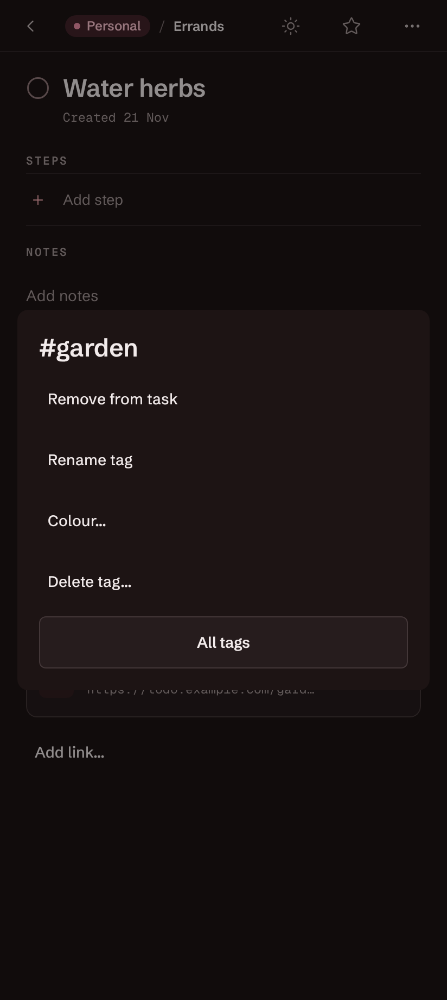 Personal / Errands
Water herbs
Created 21 Nov
STEPS
+ Add step
NOTES
Add notes
#garden
Remove from task
Rename tag
Colour…
Delete tag…
All tags
https://todo.example.com/gard…
Add link…